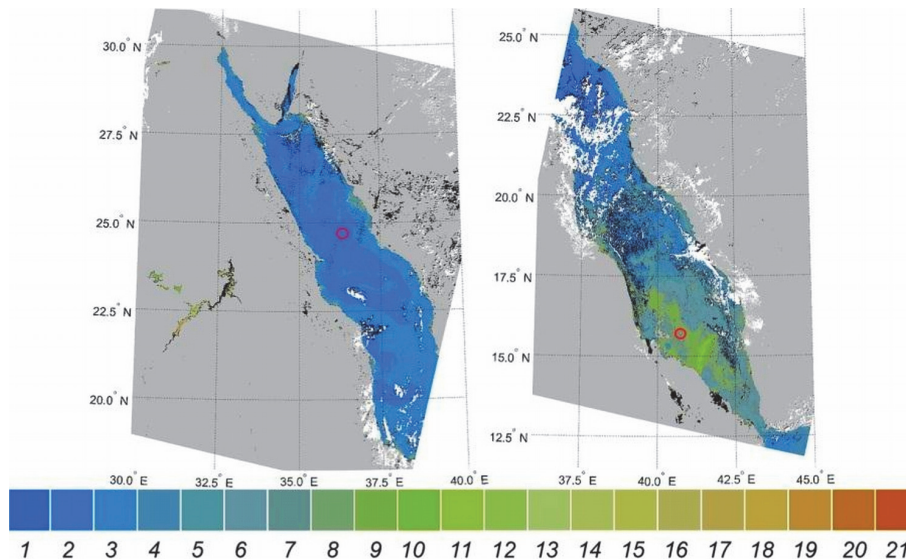 30.0° N
27.5° N
25.0° N
22.5° N
20.0° N
30.0° E 32.5° E 35.0° E 37.5° E 40.0° E
25.0° N
22.5° N
20.0° N
17.5° N
15.0° N
12.5° N
37.5° E 40.0° E 42.5° E 45.0° E
1 2 3 4 5 6 7 8 9 10 11 12 13 14 15 16 17 18 19 20 21